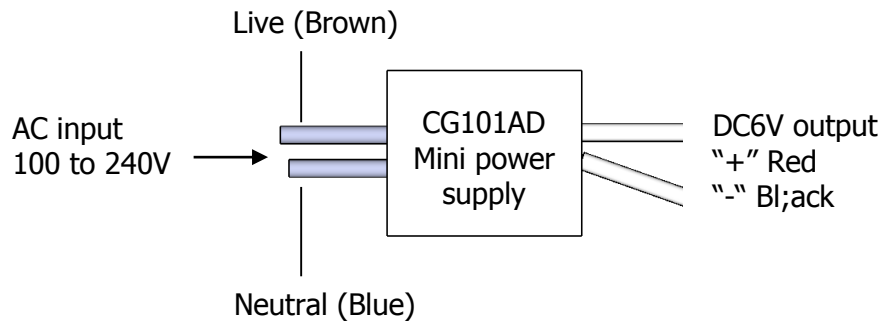 Live (Brown)
AC input
100 to 240V
CG101AD
Mini power
supply
DC6V output
“+” Red
“-“ Bl;ack
Neutral (Blue)